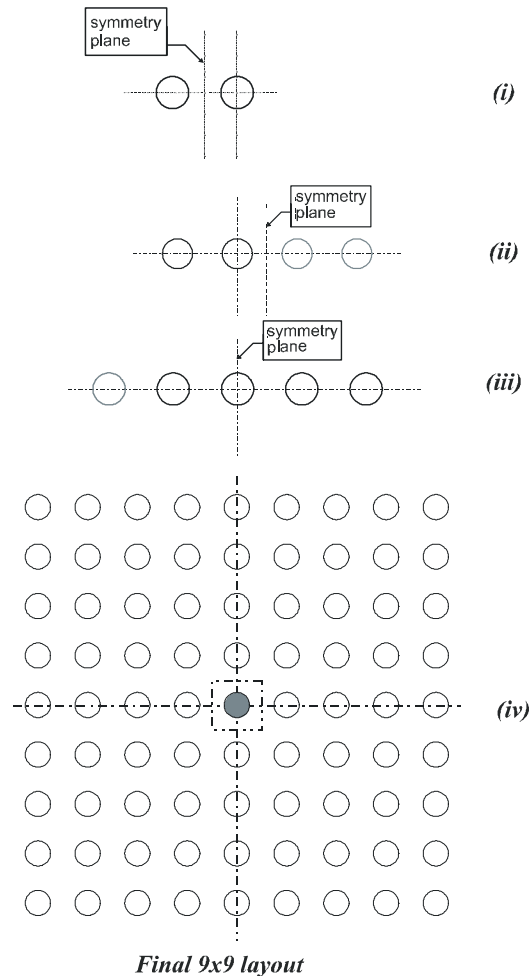 symmetry
plane
(i)
symmetry
plane
(ii)
symmetry
plane
(iii)
(iv)
Final 9x9 layout